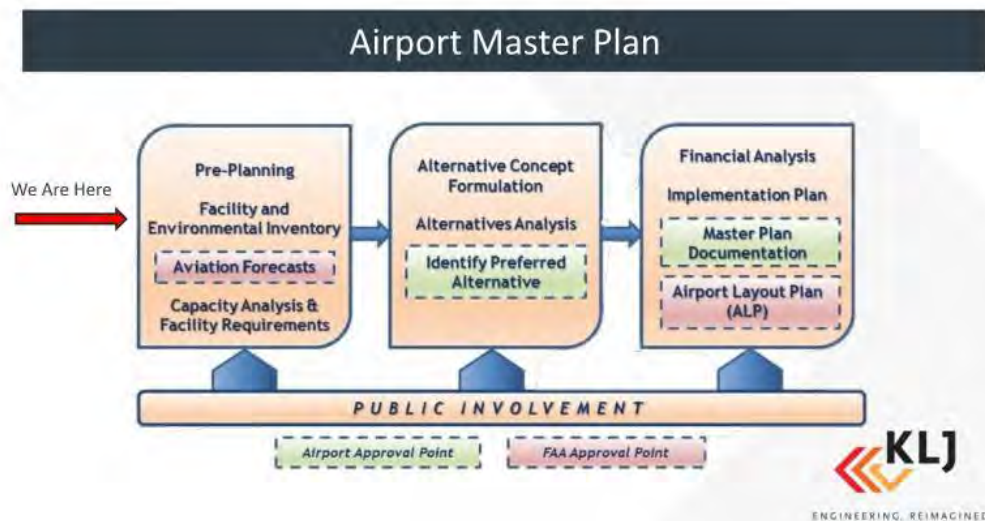 Airport Master Plan
We Are Here
Pre-Planning
Facility and
Environmental Inventory
Aviation Forecasts
Capacity Analysis &
Facility Requirements
Alternative Concept
Formulation
Alternatives Analysis
Identify Preferred
Alternative
Financial Analysis
Implementation Plan
Master Plan
Documentation
Airport Layout Plan
(ALP)
PUBLIC INVOLVEMENT
Airport Approval Point
FAA Approval Point
KLJ
ENGINEERING, REIMAGINED